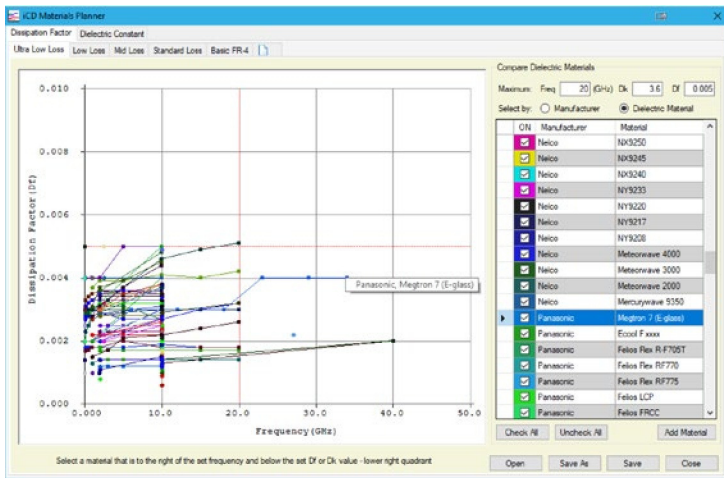 iCD Materials Planner
Dissipation Factor Dielectric Constant
Ultra Low Loss Low Loss Mid Loss Standard Loss Basic FR-4
Compare Dielectric Materials
Maximum: Freq 20 (GHz) Dk 3.6 Df 0.005
Select by: Manufacturer Dielectric Material
ON Manufacturer Material
Nelco NX9250
Nelco NX9245
Nelco NX9240
Nelco NY9233
Nelco NY9220
Nelco NY9217
Nelco NY9208
Nelco Meteorwave 4000
Nelco Meteorwave 3000
Nelco Meteorwave 2000
Nelco Mercurywave 9350
Panasonic Megtron 7 (E-glass)
Panasonic Ecool F xxxx
Panasonic Felios Flex R-F705T
Panasonic Felios Flex RF770
Panasonic Felios Flex RF775
Panasonic Felios LCP
Panasonic Felios FRCC
Check All Uncheck All Add Material
Open Save As Save Close
Dissipation Factor(Df)
0.010
0.008
0.006
0.004
0.002
0.000
Panasonic, Megtron 7 (E-glass)
0.000 10.0 20.0 30.0 40.0 50.0
Frequency(GHz)
Select a material that is to the right of the set frequency and below the set Df or Dk value - lower right quadrant